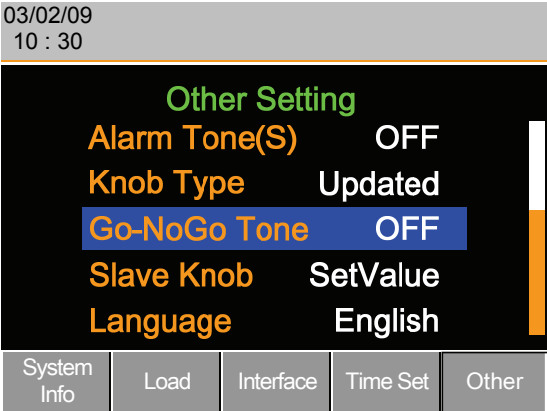 03/02/09
10 : 30
Other Setting
Alarm Tone(S) OFF
Knob Type Updated
Go-NoGo Tone OFF
Slave Knob SetValue
Language English
System Info Load Interface Time Set Other